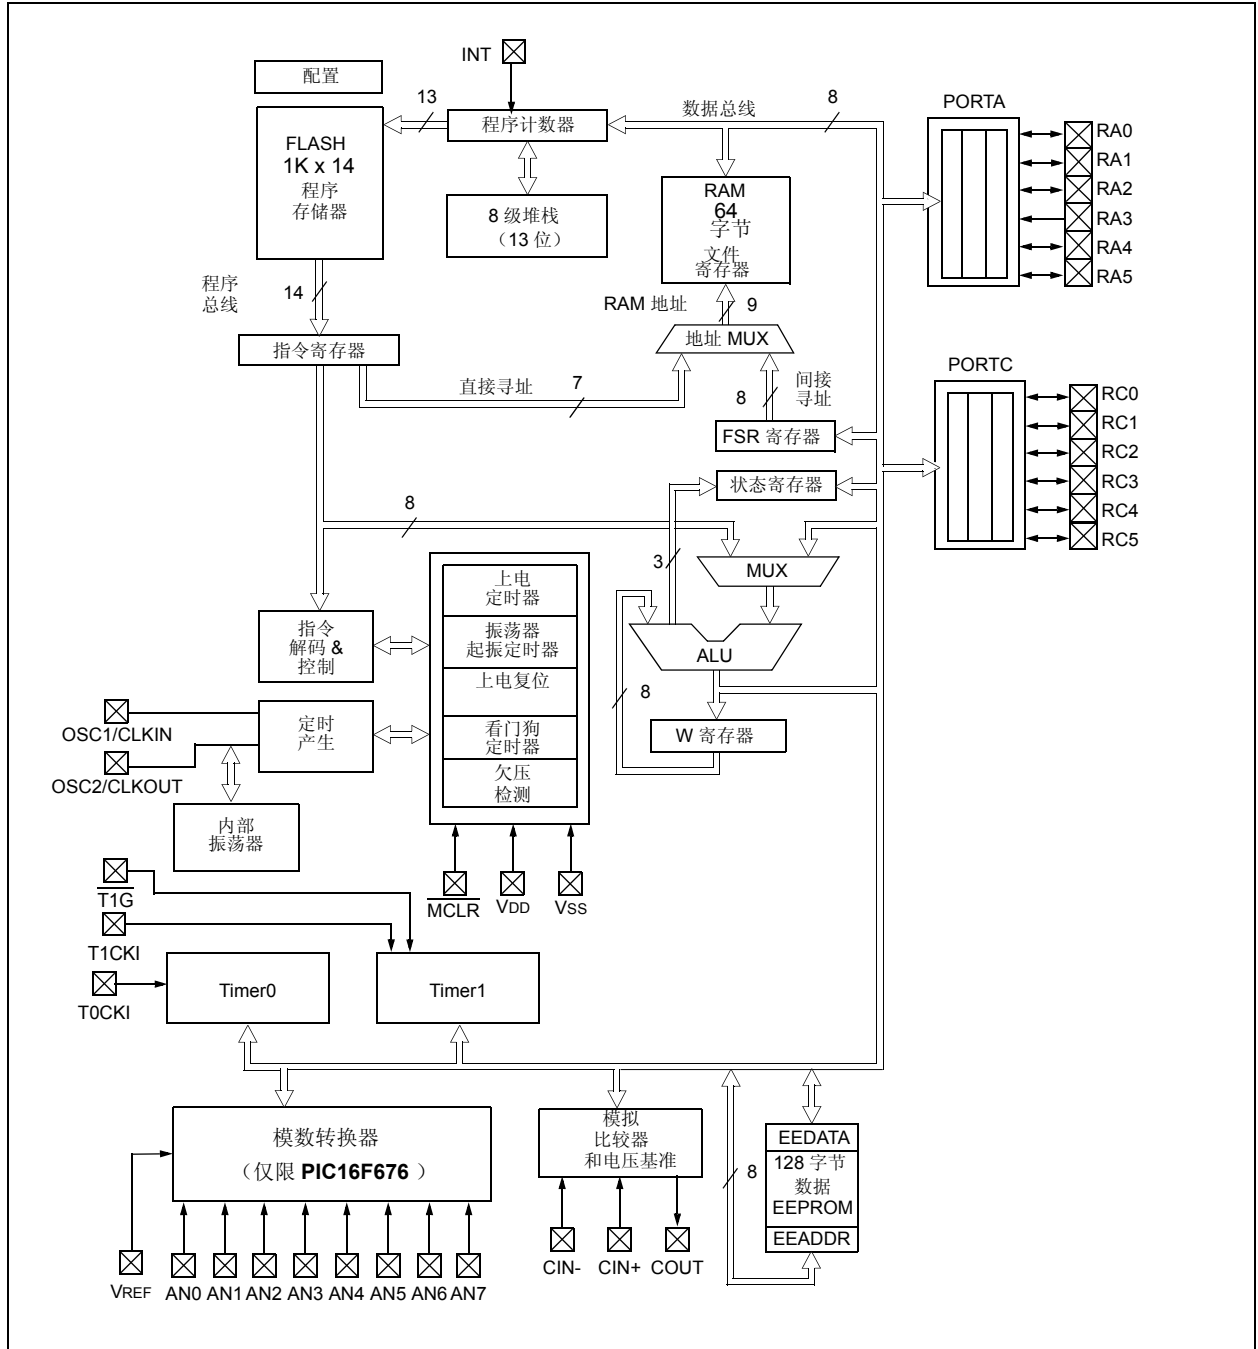 INT
配置
13
数据总线
8
PORTA
程序计数器
FLASH
1K x 14
程序
存储器
8 级堆栈
（13 位）
RAM
64
字节
文件
寄存器
RA0
RA1
RA2
RA3
RA4
RA5
程序
总线
14
RAM 地址
9
指令寄存器
地址 MUX
直接寻址
7
8
间接
寻址
FSR 寄存器
PORTC
RC0
RC1
RC2
RC3
RC4
RC5
状态寄存器
8
3
MUX
上电
定时器
振荡器
起振定时器
上电复位
看门狗
定时器
欠压
检测
指令
解码 &
控制
ALU
8
W 寄存器
OSC1/CLKIN
OSC2/CLKOUT
定时
产生
内部
振荡器
T1G
MCLR
VDD
VSS
T1CKI
T0CKI
Timer0
Timer1
模数转换器
（仅限 PIC16F676 ）
模拟
比较器
和电压基准
8
EEDATA
128 字节
数据
EEPROM
EEADDR
VREF
AN0 AN1 AN2 AN3 AN4 AN5 AN6 AN7
CIN- CIN+ COUT